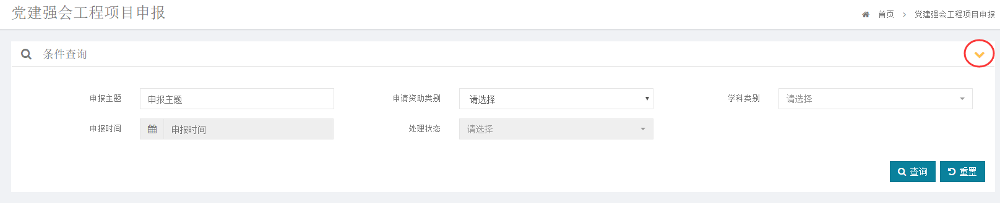 党建强会工程项目申报
首页 > 党建强会工程项目申报
条件查询
申报主题 申报主题 申请资助类别 请选择 学科类别 请选择
申报时间 申报时间 处理状态 请选择
查询 重置